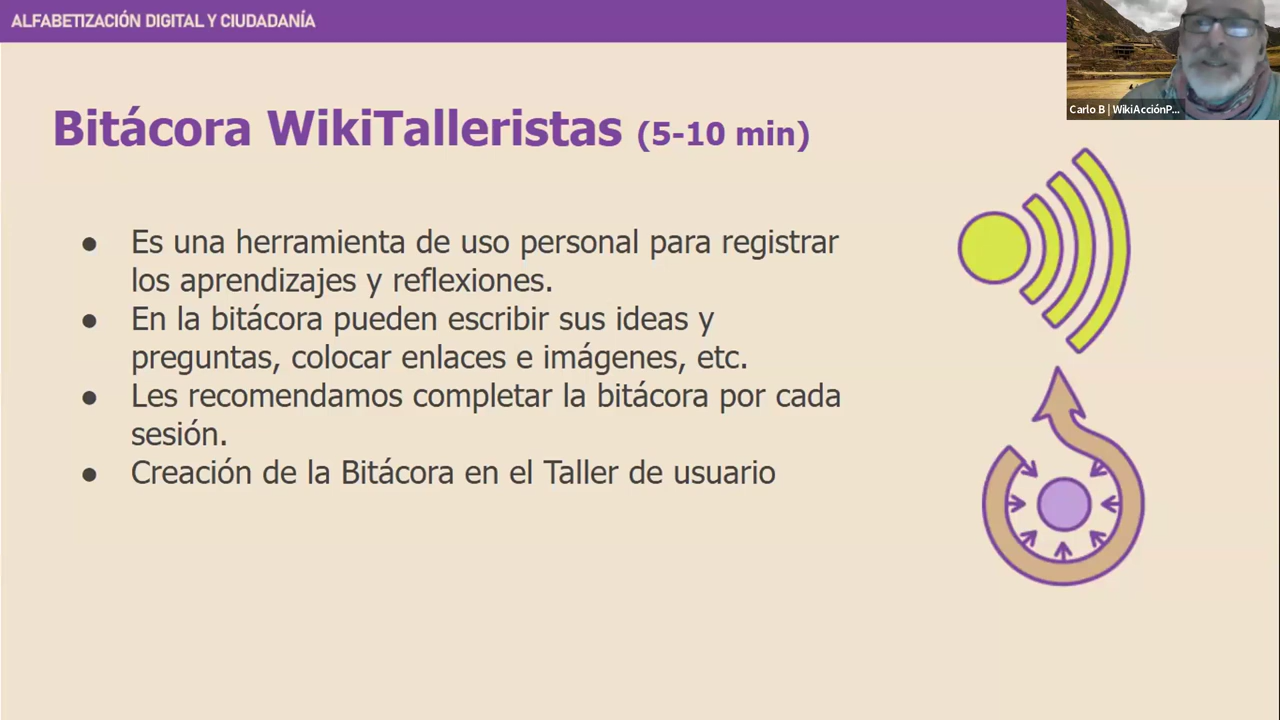 ALFABETIZACIÓN DIGITAL Y CIUDADANÍA
Carlo B | WikiAcciónP...
Bitácora WikiTalleristas (5-10 min)
● Es una herramienta de uso personal para registrar
los aprendizajes y reflexiones.
● En la bitácora pueden escribir sus ideas y
preguntas, colocar enlaces e imágenes, etc.
● Les recomendamos completar la bitácora por cada
sesión.
● Creación de la Bitácora en el Taller de usuario